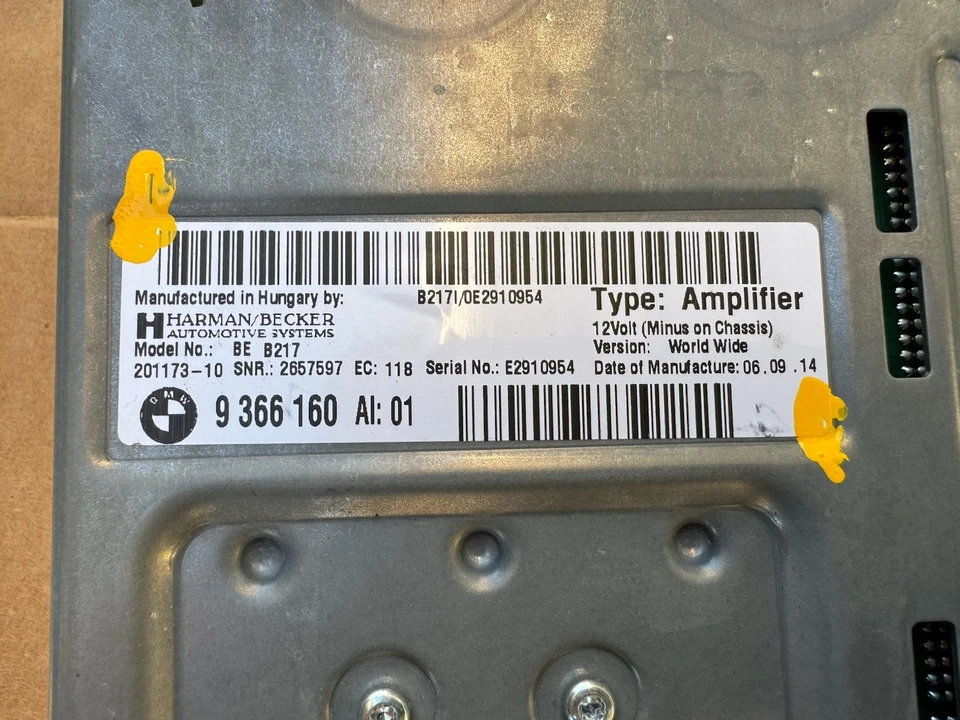 Manufactured in Hungary by: B217I/0E2910954 Type: Amplifier
HARMAN/BECKER
AUTOMOTIVE SYSTEMS 12Volt (Minus on Chassis)
Model No.: BE B217 Version: World Wide
201173-10 SNR.: 2657597 EC: 118 Serial No.: E2910954 Date of Manufacture: 06.09.14
BMW 9 366 160 AI: 01